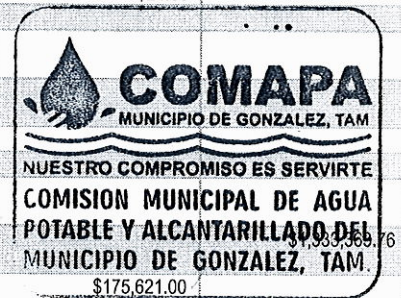 COMAPA
MUNICIPIO DE GONZALEZ, TAM
NUESTRO COMPROMISO ES SERVIRTE
COMISION MUNICIPAL DE AGUA
POTABLE Y ALCANTARILLADO DEL
MUNICIPIO DE GONZALEZ, TAM.
$175,621.00